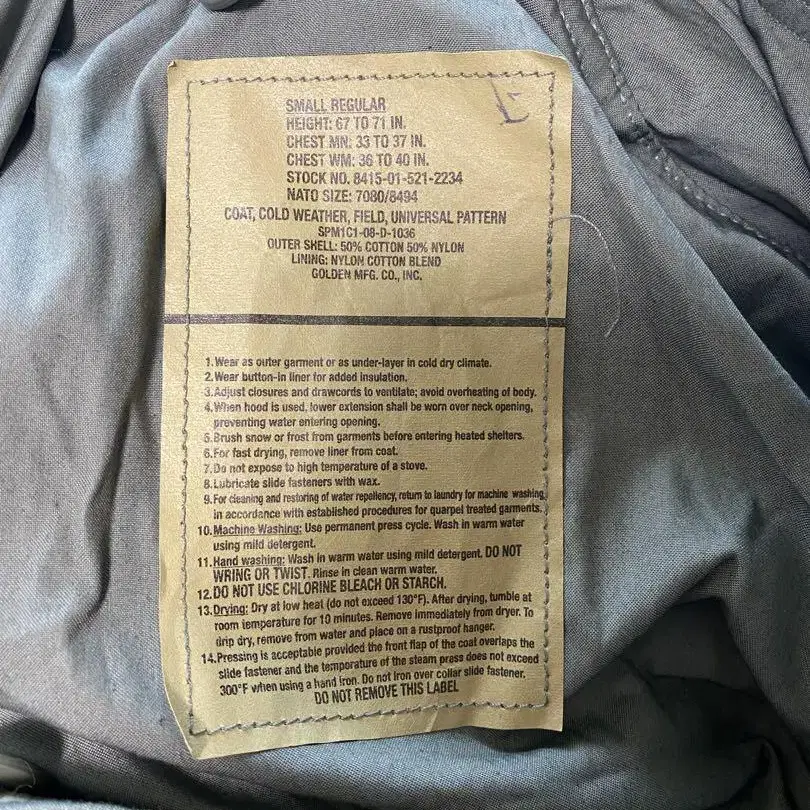 SMALL REGULAR
HEIGHT: 67 TO 71 IN.
CHEST MN: 33 TO 37 IN.
CHEST WM: 36 TO 40 IN.
STOCK NO. 8415-01-521-2234
NATO SIZE: 7080/8494
COAT, COLD WEATHER, FIELD, UNIVERSAL PATTERN
SPM1C1-08-D-1036
OUTER SHELL: 50% COTTON 50% NYLON
LINING: NYLON COTTON BLEND
GOLDEN MFG. CO., INC.
1. Wear as outer garment or as under-layer in cold dry climate.
2. Wear button-in liner for added insulation.
3. Adjust closures and drawcords to ventilate; avoid overheating of body.
4. When hood is used, lower extension shall be worn over neck opening,
preventing water entering opening.
5. Brush snow or frost from garments before entering heated shelters.
6. For fast drying, remove liner from coat.
7. Do not expose to high temperature of a stove.
8. Lubricate slide fasteners with wax.
9. For cleaning and restoring of water repellency, return to laundry for machine washing
in accordance with established procedures for quarpel treated garments.
10. Machine Washing: Use permanent press cycle. Wash in warm water
using mild detergent.
11. Hand washing: Wash in warm water using mild detergent. DO NOT
WRING OR TWIST. Rinse in clean warm water.
12. DO NOT USE CHLORINE BLEACH OR STARCH.
13. Drying: Dry at low heat (do not exceed 130°F). After drying, tumble at
room temperature for 10 minutes. Remove immediately from dryer. To
drip dry, remove from water and place on a rustproof hanger.
14. Pressing is acceptable provided the front flap of the coat overlaps the
slide fastener and the temperature of the steam press does not exceed
300°F when using a hand iron. Do not iron over collar slide fastener.
DO NOT REMOVE THIS LABEL